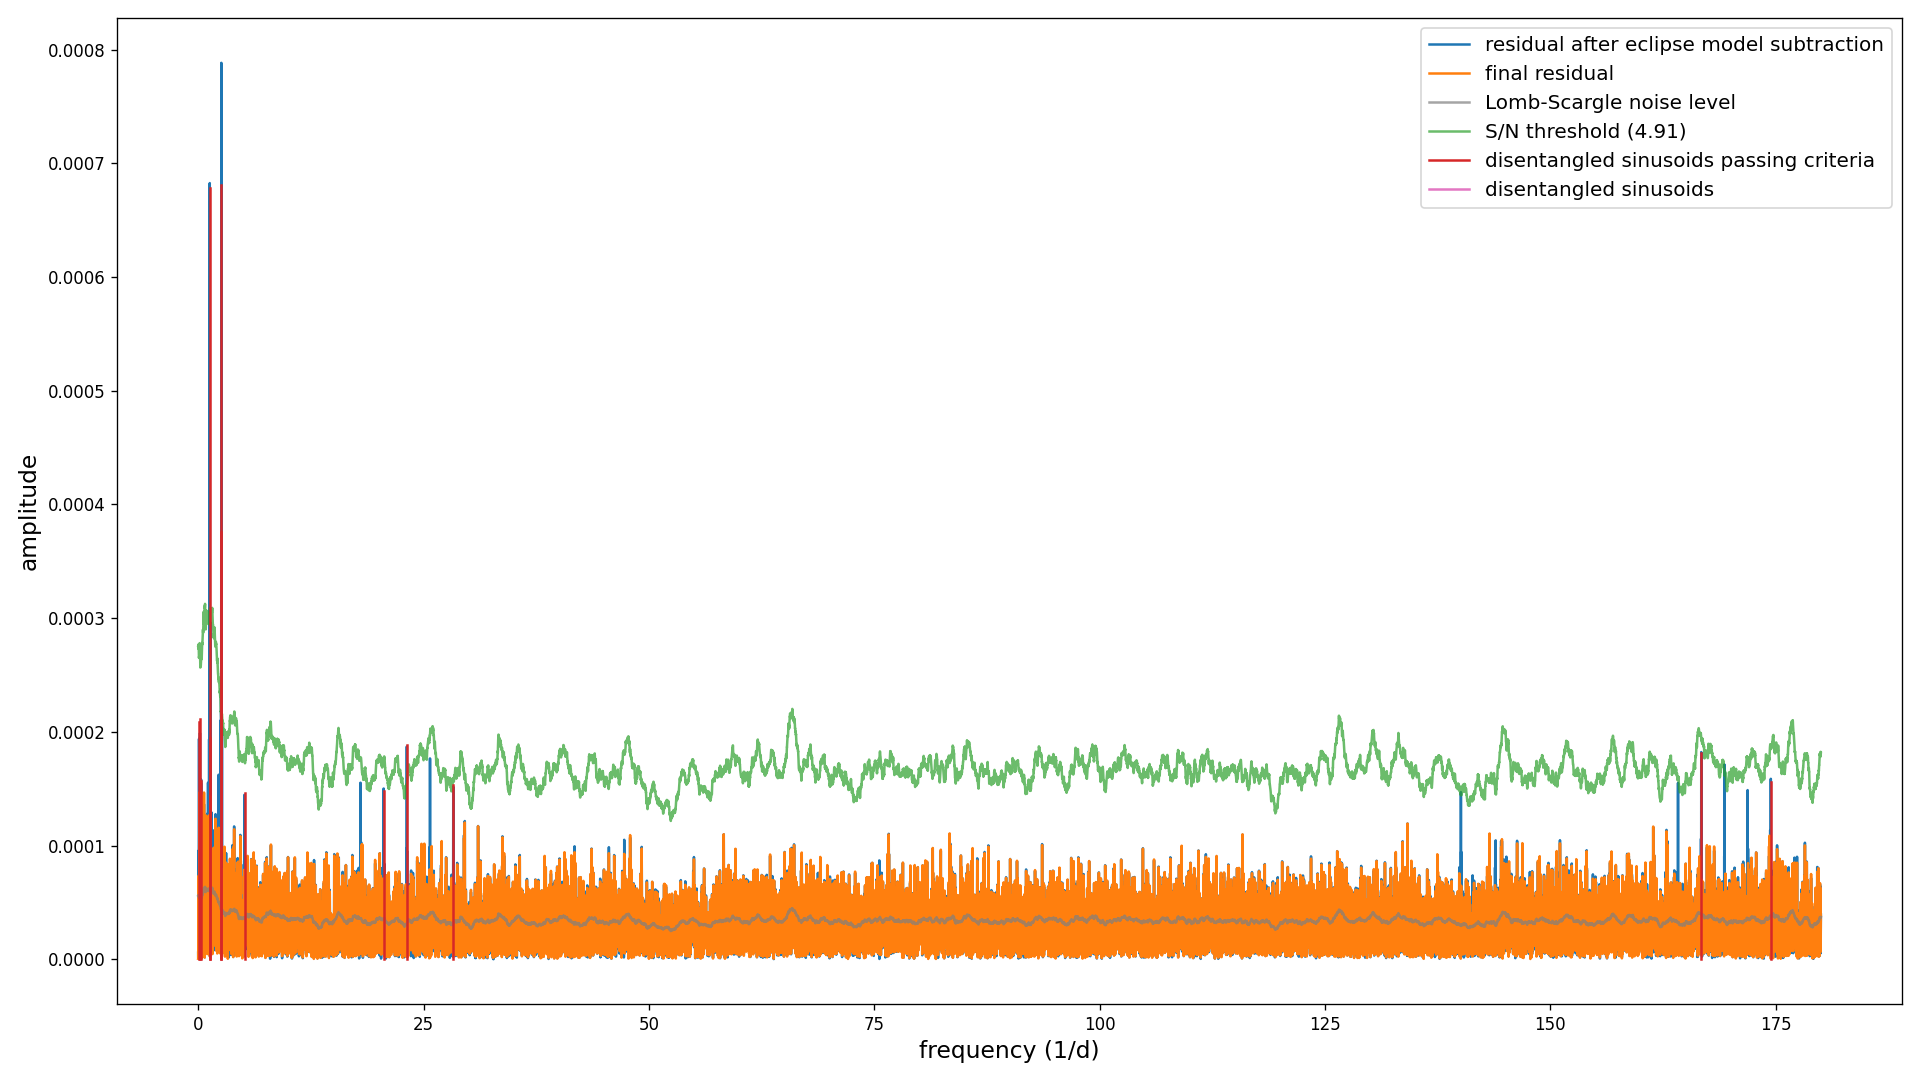 residual after eclipse model subtraction
final residual
Lomb-Scargle noise level
S/N threshold (4.91)
disentangled sinusoids passing criteria
disentangled sinusoids
0.0008
0.0007
0.0006
0.0005
0.0004
0.0003
0.0002
0.0001
0.0000
amplitude
0 25 50 75 100 125 150 175
frequency (1/d)